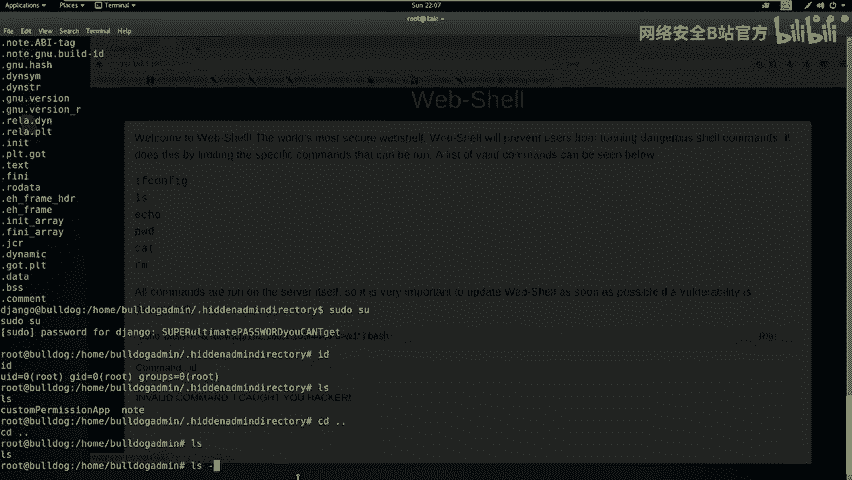 Applications ▾ Places ▾ Terminal ▾ Sun 22:07
root@kali: ~
File Edit View Search Terminal Help
网络安全B站官方 bilibili
.note.ABI-tag
.note.gnu.build-id
.gnu.hash
.dynsym
.dynstr
.gnu.version
.gnu.version_r
.rela.dyn
.rela.plt
.init
.plt.got
.text
.fini
.rodata
.eh_frame_hdr
.eh_frame
.init_array
.fini_array
.jcr
.dynamic
.got.plt
.data
.bss
.comment
django@bulldog:/home/bulldogadmin/.hiddenadmindirectory$ sudo su
sudo su
[sudo] password for django: SUPERultimatePASSWORDyouCANTget
root@bulldog:/home/bulldogadmin/.hiddenadmindirectory# id
id
uid=0(root) gid=0(root) groups=0(root)
root@bulldog:/home/bulldogadmin/.hiddenadmindirectory# ls
ls
customPermissionApp note
root@bulldog:/home/bulldogadmin/.hiddenadmindirectory# cd ..
cd ..
root@bulldog:/home/bulldogadmin# ls
ls
root@bulldog:/home/bulldogadmin# ls -
Web-Shell
Welcome to Web-Shell! The world's most secure webshell, Web-Shell will prevent users from running dangerous shell commands. It
does this by limiting the specific commands that can be run. A list of valid commands can be seen below.
ifconfig
ls
echo
pwd
cat
rm
All commands are run on the server itself, so it is very important to update Web-Shell as soon as possible if a vulnerability is
bash
Run
Command
INVALID COMMAND. I CAUGHT YOU HACKER!